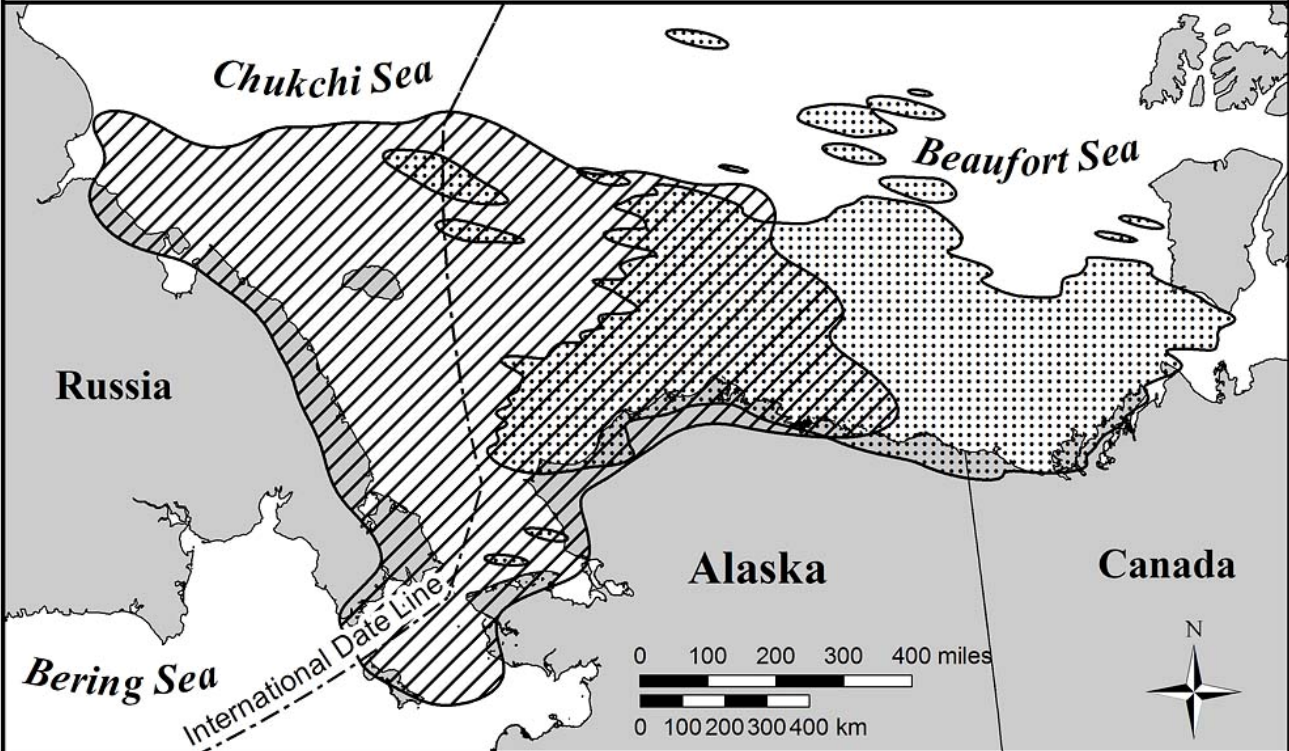 Chukchi Sea
Beaufort Sea
Russia
Alaska
Canada
International Date Line
Bering Sea
N
0 100 200 300 400 miles
0 100 200 300 400 km